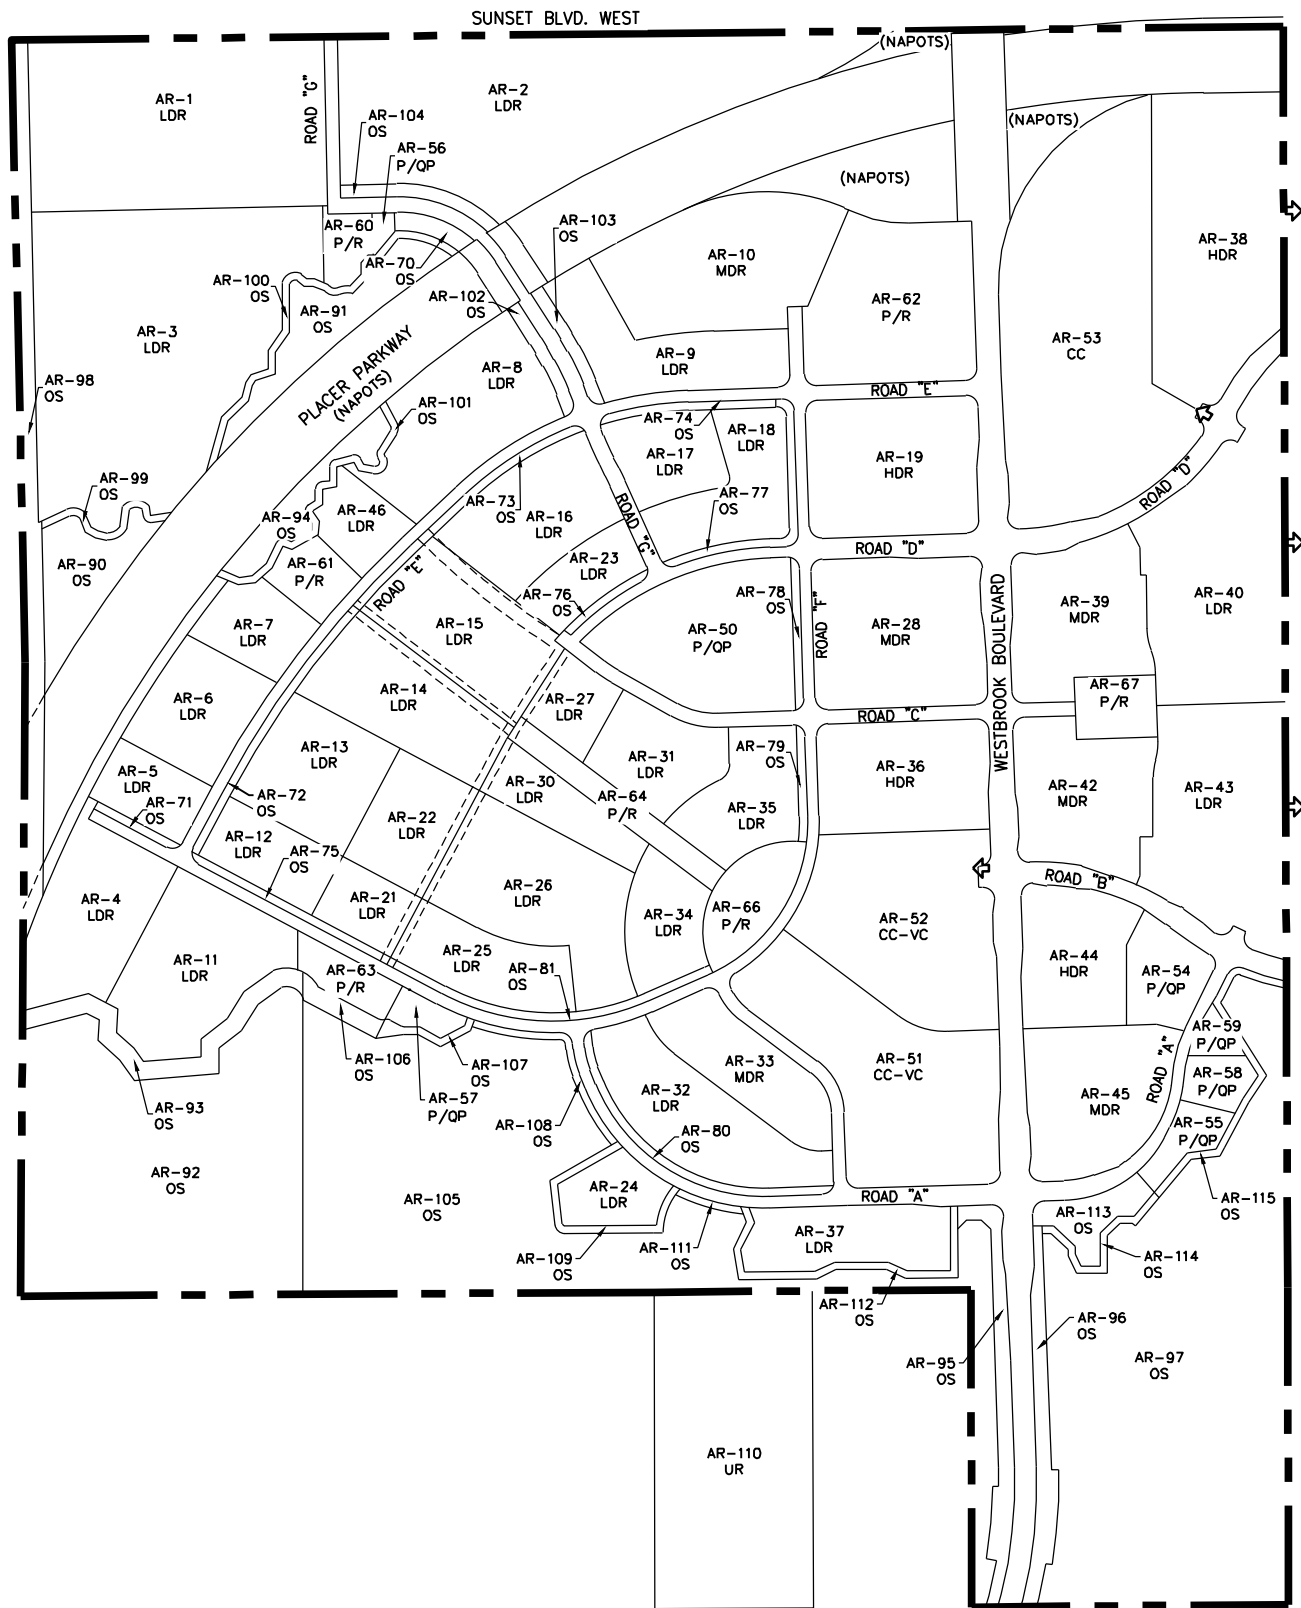 SUNSET BLVD. WEST
(NAPOTS)
AR-1
LDR
ROAD "G"
AR-2
LDR
AR-104
OS
AR-56
P/QP
(NAPOTS)
(NAPOTS)
AR-60
P/R
AR-103
OS
AR-38
HDR
AR-70
OS
AR-10
MDR
AR-100
OS
AR-102
OS
AR-62
P/R
AR-91
OS
AR-3
LDR
AR-53
CC
AR-9
LDR
AR-8
LDR
PLACER PARKWAY
(NAPOTS)
AR-98
OS
ROAD "E"
AR-101
OS
AR-74
OS
AR-18
LDR
AR-17
LDR
AR-19
HDR
ROAD "D"
AR-99
OS
AR-73
OS
AR-77
OS
AR-46
LDR
AR-94
OS
AR-16
LDR
ROAD "G"
ROAD "D"
AR-90
OS
AR-61
P/R
AR-23
LDR
ROAD "E"
AR-76
OS
AR-78
OS
ROAD "F"
AR-39
MDR
AR-40
LDR
AR-7
LDR
AR-15
LDR
AR-50
P/QP
AR-28
MDR
WESTBROOK BOULEVARD
AR-6
LDR
AR-14
LDR
AR-27
LDR
AR-67
P/R
ROAD "C"
AR-13
LDR
AR-79
OS
AR-31
LDR
AR-36
HDR
AR-5
LDR
AR-71
OS
AR-72
OS
AR-30
LDR
AR-64
P/R
AR-42
MDR
AR-43
LDR
AR-35
LDR
AR-12
LDR
AR-22
LDR
AR-75
OS
ROAD "B"
AR-4
LDR
AR-21
LDR
AR-26
LDR
AR-34
LDR
AR-66
P/R
AR-52
CC-VC
AR-11
LDR
AR-63
P/R
AR-25
LDR
AR-81
OS
AR-44
HDR
AR-54
P/QP
AR-59
P/QP
AR-106
OS
AR-107
OS
AR-33
MDR
AR-51
CC-VC
ROAD "A"
AR-58
P/QP
AR-57
P/QP
AR-32
LDR
AR-45
MDR
AR-93
OS
AR-108
OS
AR-80
OS
AR-55
P/QP
AR-92
OS
AR-105
OS
AR-24
LDR
ROAD "A"
AR-115
OS
AR-113
OS
AR-109
OS
AR-111
OS
AR-37
LDR
AR-114
OS
AR-112
OS
AR-96
OS
AR-95
OS
AR-97
OS
AR-110
UR